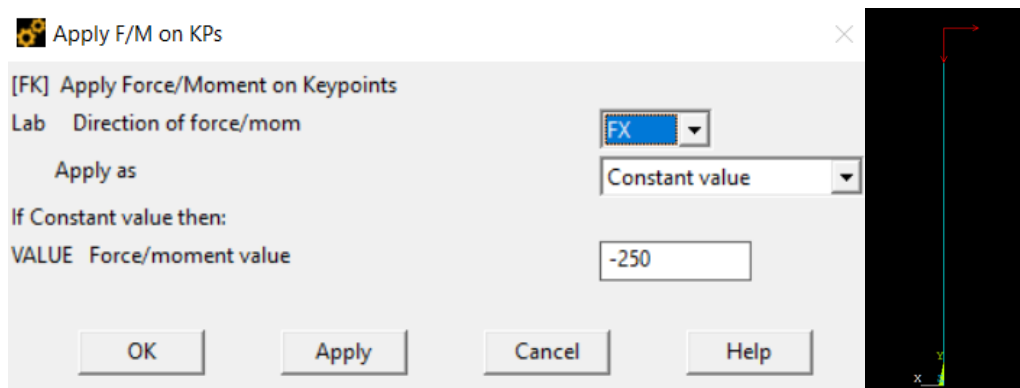 Apply F/M on KPs
[FK] Apply Force/Moment on Keypoints
Lab Direction of force/mom FX
Apply as Constant value
If Constant value then:
VALUE Force/moment value -250
OK Apply Cancel Help
Y
X